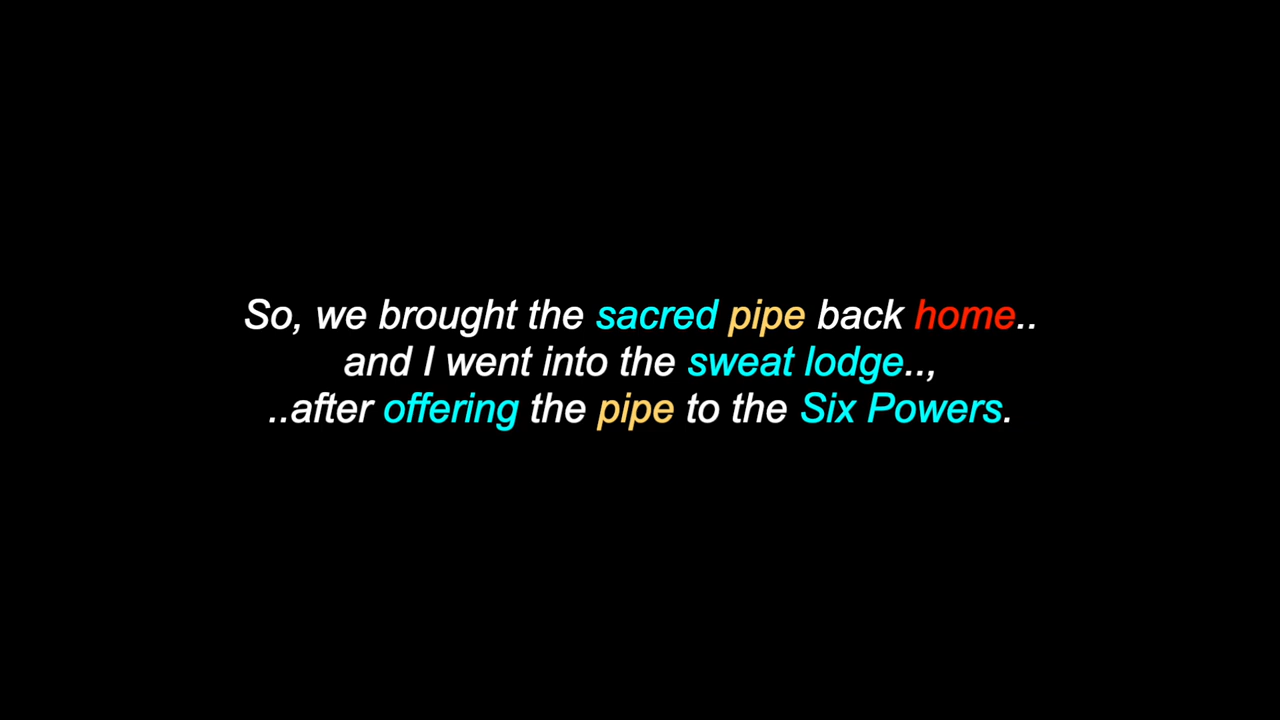 So, we brought the sacred pipe back home..
and I went into the sweat lodge..,
..after offering the pipe to the Six Powers.